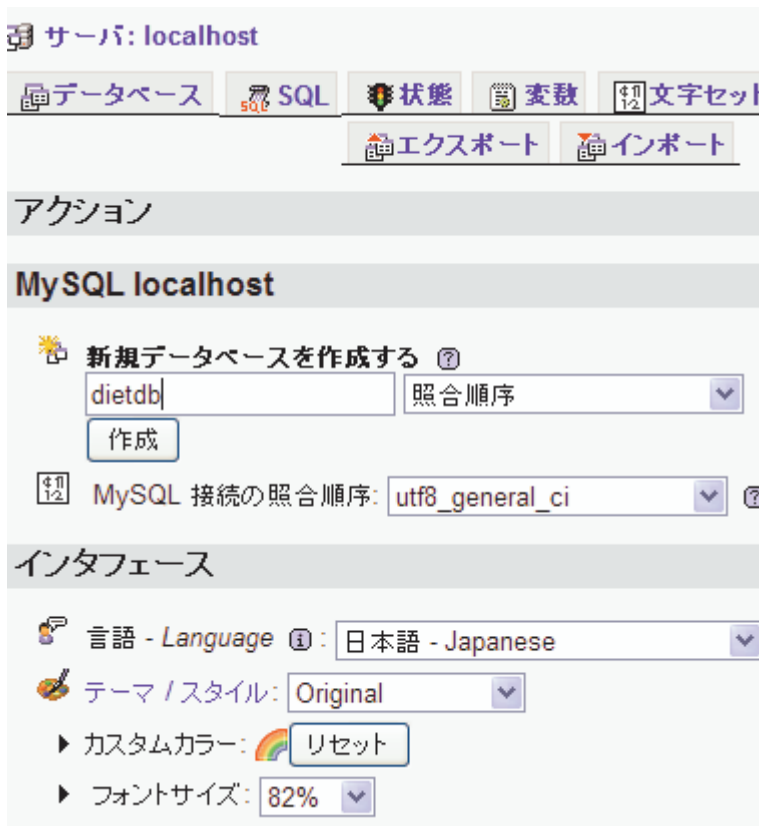 サーバ: localhost
データベース SQL 状態 変数 文字セット
エクスポート インポート
アクション
MySQL localhost
新規データベースを作成する
dietdb 照合順序
作成
MySQL 接続の照合順序: utf8_general_ci
インタフェース
言語 - Language : 日本語 - Japanese
テーマ / スタイル: Original
カスタムカラー: リセット
フォントサイズ: 82%